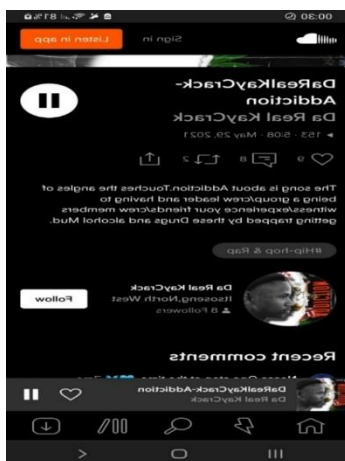 00:30 81%
Sign in Listen in app
DaRealKayCrack-
Addiction
Da Real KayCrack
153 · 5:08 · May 29, 2021
9 8 2
The song is about Addiction.Touches the angles of
being a group/crew leader and having to
witness/experience your friends/crew members
getting trapped by these Drugs and alcohol Mud.
#Hip-hop & Rap
Da Real KayCrack
Itsoseng,North West
8 Followers
Follow
Recent comments
DaRealKayCrack-Addiction
Da Real KayCrack